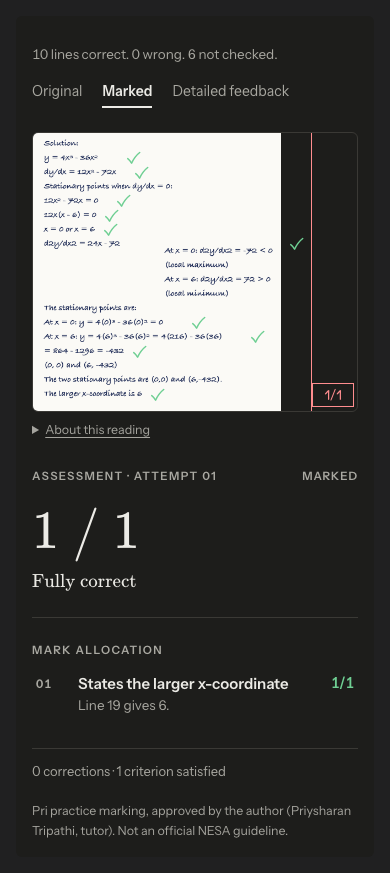 10 lines correct. 0 wrong. 6 not checked.
Original Marked Detailed feedback
Solution:
y = 4x³ - 36x²
dy/dx = 12x² - 72x
Stationary points when dy/dx = 0:
12x² - 72x = 0
12x(x - 6) = 0
x = 0 or x = 6
d2y/dx2 = 24x - 72
At x = 0: d2y/dx2 = -72 < 0
(local maximum)
At x = 6: d2y/dx2 = 72 > 0
(local minimum)
The stationary points are:
At x = 0: y = 4(0)³ - 36(0)² = 0
At x = 6: y = 4(6)³ - 36(6)² = 4(216) - 36(36)
= 864 - 1296 = -432
(0, 0) and (6, -432)
The two stationary points are (0,0) and (6,-432).
The larger x-coordinate is 6
1/1
About this reading
ASSESSMENT · ATTEMPT 01 MARKED
1 / 1
Fully correct
MARK ALLOCATION
01 States the larger x-coordinate 1/1
Line 19 gives 6.
0 corrections · 1 criterion satisfied
Pri practice marking, approved by the author (Priysharan
Tripathi, tutor). Not an official NESA guideline.